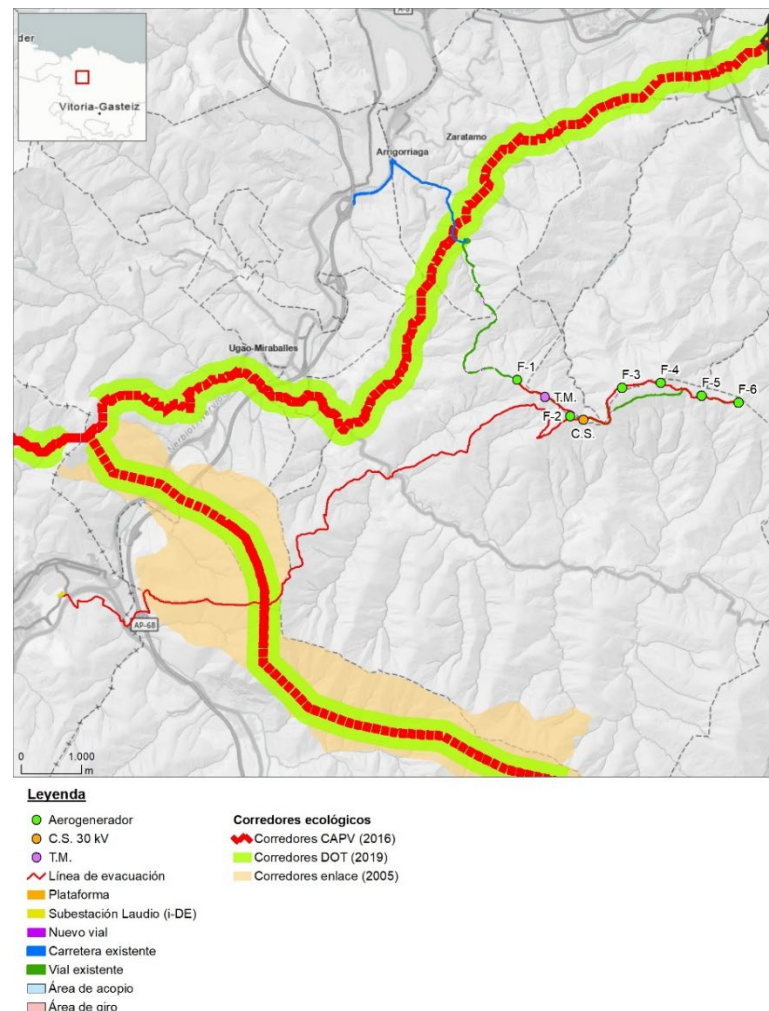 der
Vitoria-Gasteiz
Zaratamo
Arrigorriaga
Ugao-Miraballes
F-1
T.M.
F-2
C.S.
F-3
F-4
F-5
F-6
AP-68
0 1.000
m
Leyenda
Aerogenerador
C.S. 30 kV
T.M.
Línea de evacuación
Plataforma
Subestación Laudio (i-DE)
Nuevo vial
Carretera existente
Vial existente
Área de acopio
Área de giro
Corredores ecológicos
Corredores CAPV (2016)
Corredores DOT (2019)
Corredores enlace (2005)